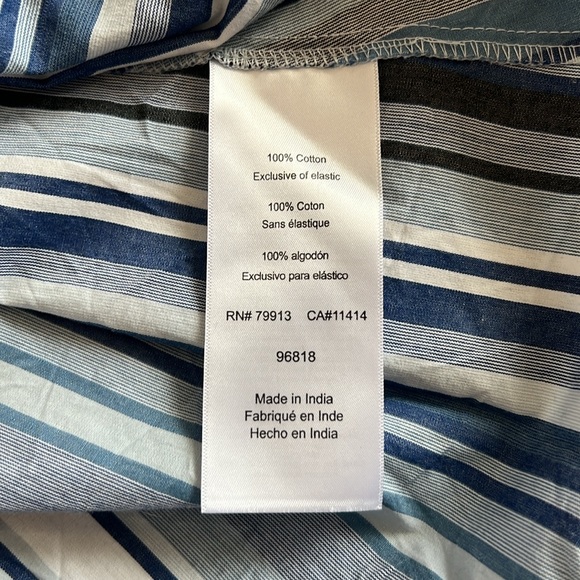 100% Cotton
Exclusive of elastic
100% Coton
Sans élastique
100% algodón
Exclusivo para elástico
RN# 79913 CA#11414
96818
Made in India
Fabriqué en Inde
Hecho en India